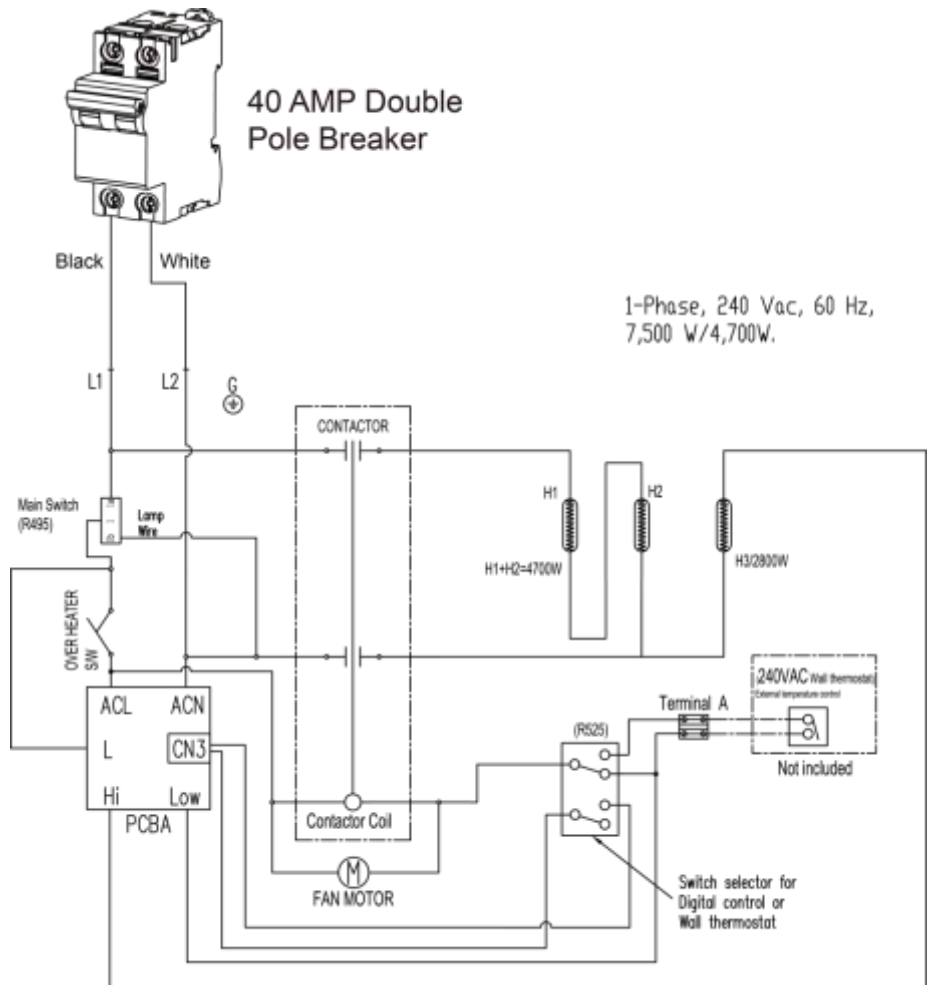 40 AMP Double
Pole Breaker
Black
White
1-Phase, 240 Vac, 60 Hz,
7,500 W/4,700W.
L1
L2
G
CONTACTOR
Main Switch
(R495)
Lamp
Wire
H1
H2
H1+H2=4700W
H3/2800W
OVER HEATER
S/W
ACL
ACN
L
CN3
Hi
Low
PCBA
Contactor Coil
M
FAN MOTOR
(R525)
Terminal A
240VAC Wall thermostat)
External temperature control
Not included
Switch selector for
Digital control or
Wall thermostat